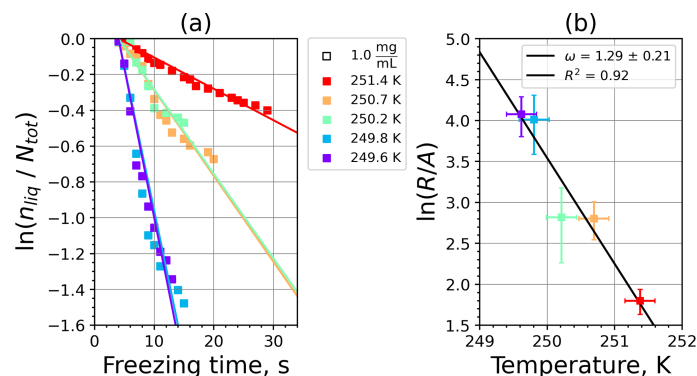 (a)
ln(n_liq / N_tot)
0.0
−0.2
−0.4
−0.6
−0.8
−1.0
−1.2
−1.4
−1.6
0 10 20 30
Freezing time, s
1.0 mg/mL
251.4 K
250.7 K
250.2 K
249.8 K
249.6 K
(b)
ln(R/A)
5.0
4.5
4.0
3.5
3.0
2.5
2.0
1.5
249 250 251 252
Temperature, K
ω = 1.29 ± 0.21
R² = 0.92